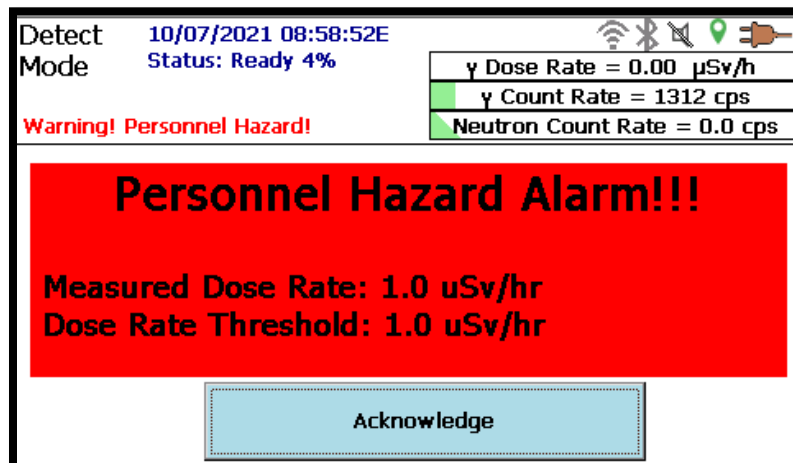 Detect Mode
10/07/2021 08:58:52E
Status: Ready 4%
Warning! Personnel Hazard!
γ Dose Rate = 0.00 µSv/h
γ Count Rate = 1312 cps
Neutron Count Rate = 0.0 cps
Personnel Hazard Alarm!!!
Measured Dose Rate: 1.0 uSv/hr
Dose Rate Threshold: 1.0 uSv/hr
Acknowledge